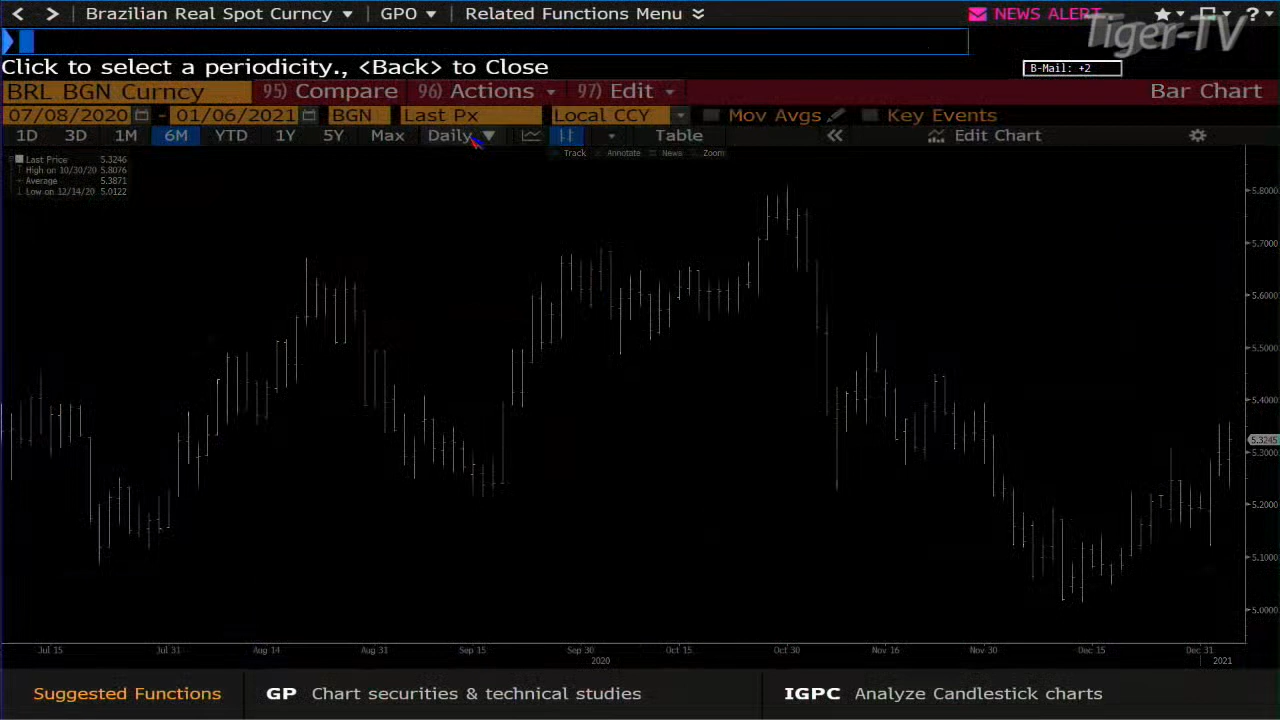 Brazilian Real Spot Curncy GPO Related Functions Menu NEWS ALERT ?
Tiger-TV
Click to select a periodicity., <Back> to Close
B-Mail: +2
BRL BGN Curncy 95) Compare 96) Actions 97) Edit Bar Chart
07/08/2020 - 01/06/2021 BGN Last Px Local CCY Mov Avgs Key Events
1D 3D 1M 6M YTD 1Y 5Y Max Daily Table Edit Chart
Track Annotate News Zoom
Last Price 5.3246
High on 10/30/20 5.8076
Average 5.3871
Low on 12/14/20 5.0122
5.8000
5.7000
5.6000
5.5000
5.4000
5.3245
5.3000
5.2000
5.1000
5.0000
Jul 15 Jul 31 Aug 14 Aug 31 Sep 15 Sep 30 Oct 15 Oct 30 Nov 16 Nov 30 Dec 15 Dec 31
2020 2021
Suggested Functions GP Chart securities & technical studies IGPC Analyze Candlestick charts